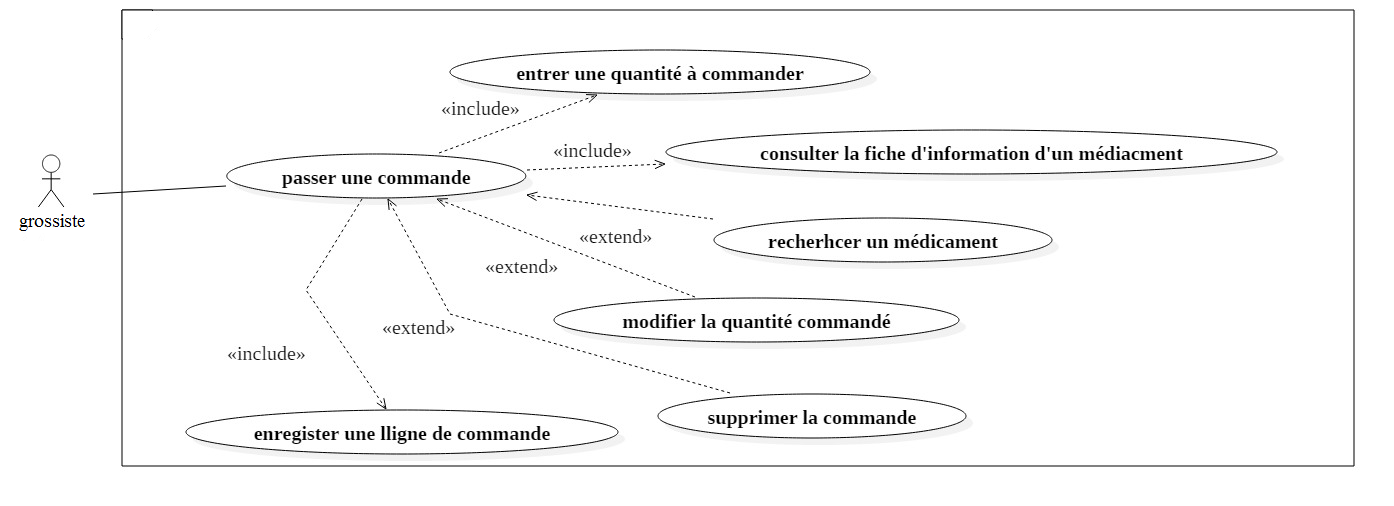 entrer une quantité à commander
«include»
«include»
consulter la fiche d'information d'un médiacment
passer une commande
grossiste
«extend»
recherhcer un médicament
«extend»
modifier la quantité commandé
«extend»
«include»
supprimer la commande
enregister une lligne de commande